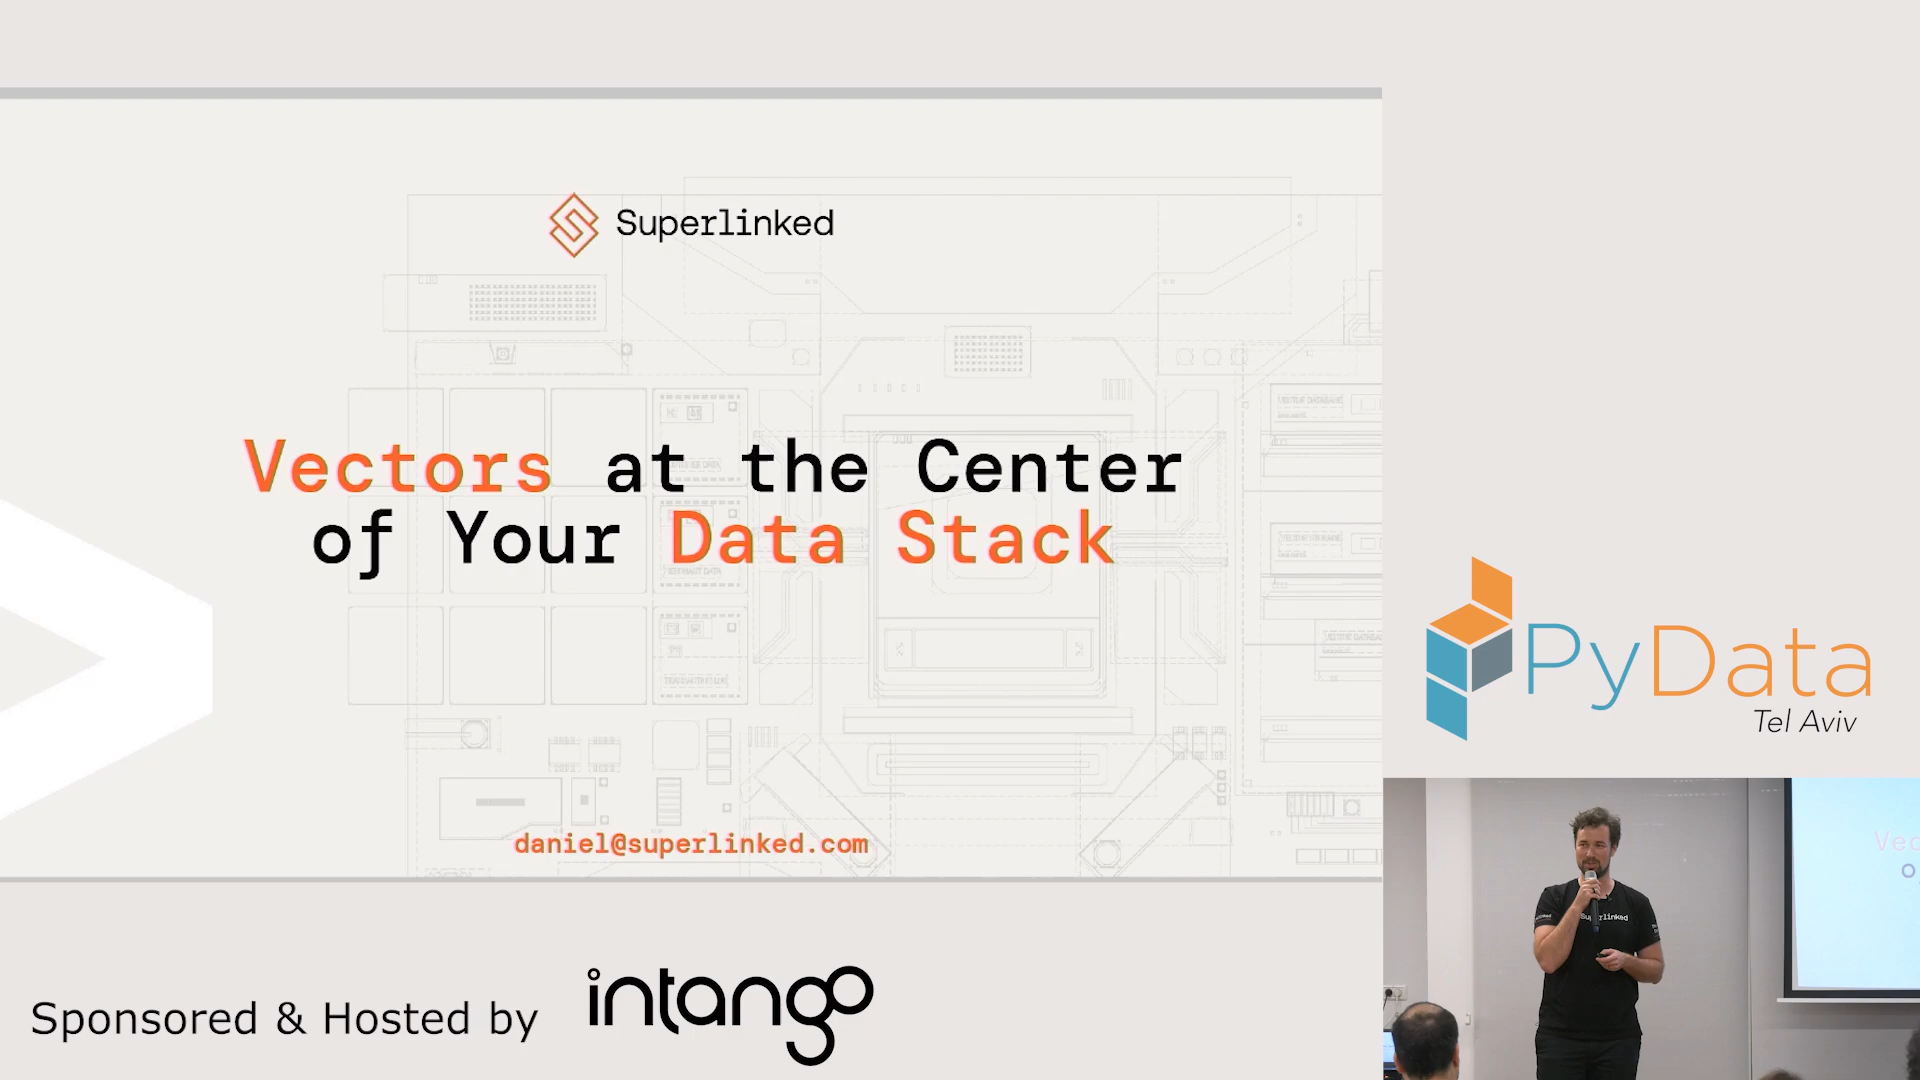 Superlinked
Vectors at the Center
of Your Data Stack
daniel@superlinked.com
PyData
Tel Aviv
Superlinked
Sponsored & Hosted by
intango